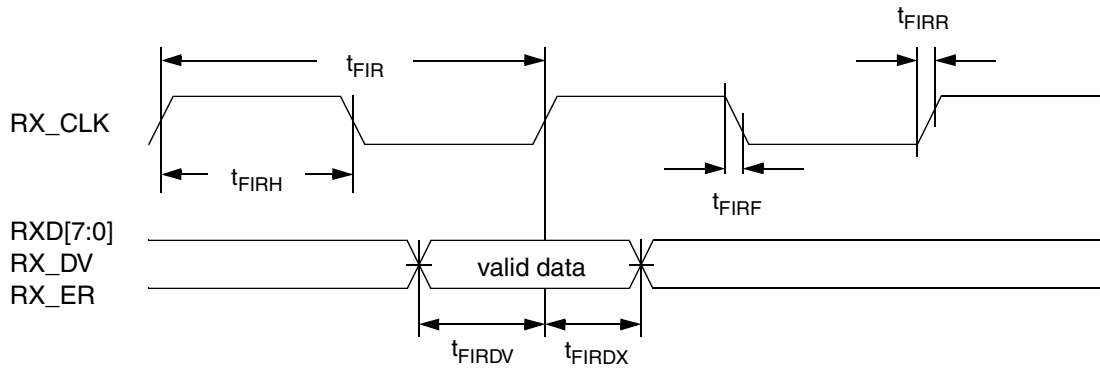 tFIRR
tFIR
RX_CLK
tFIRH
tFIRF
RXD[7:0]
RX_DV
valid data
RX_ER
tFIRDV
tFIRDX